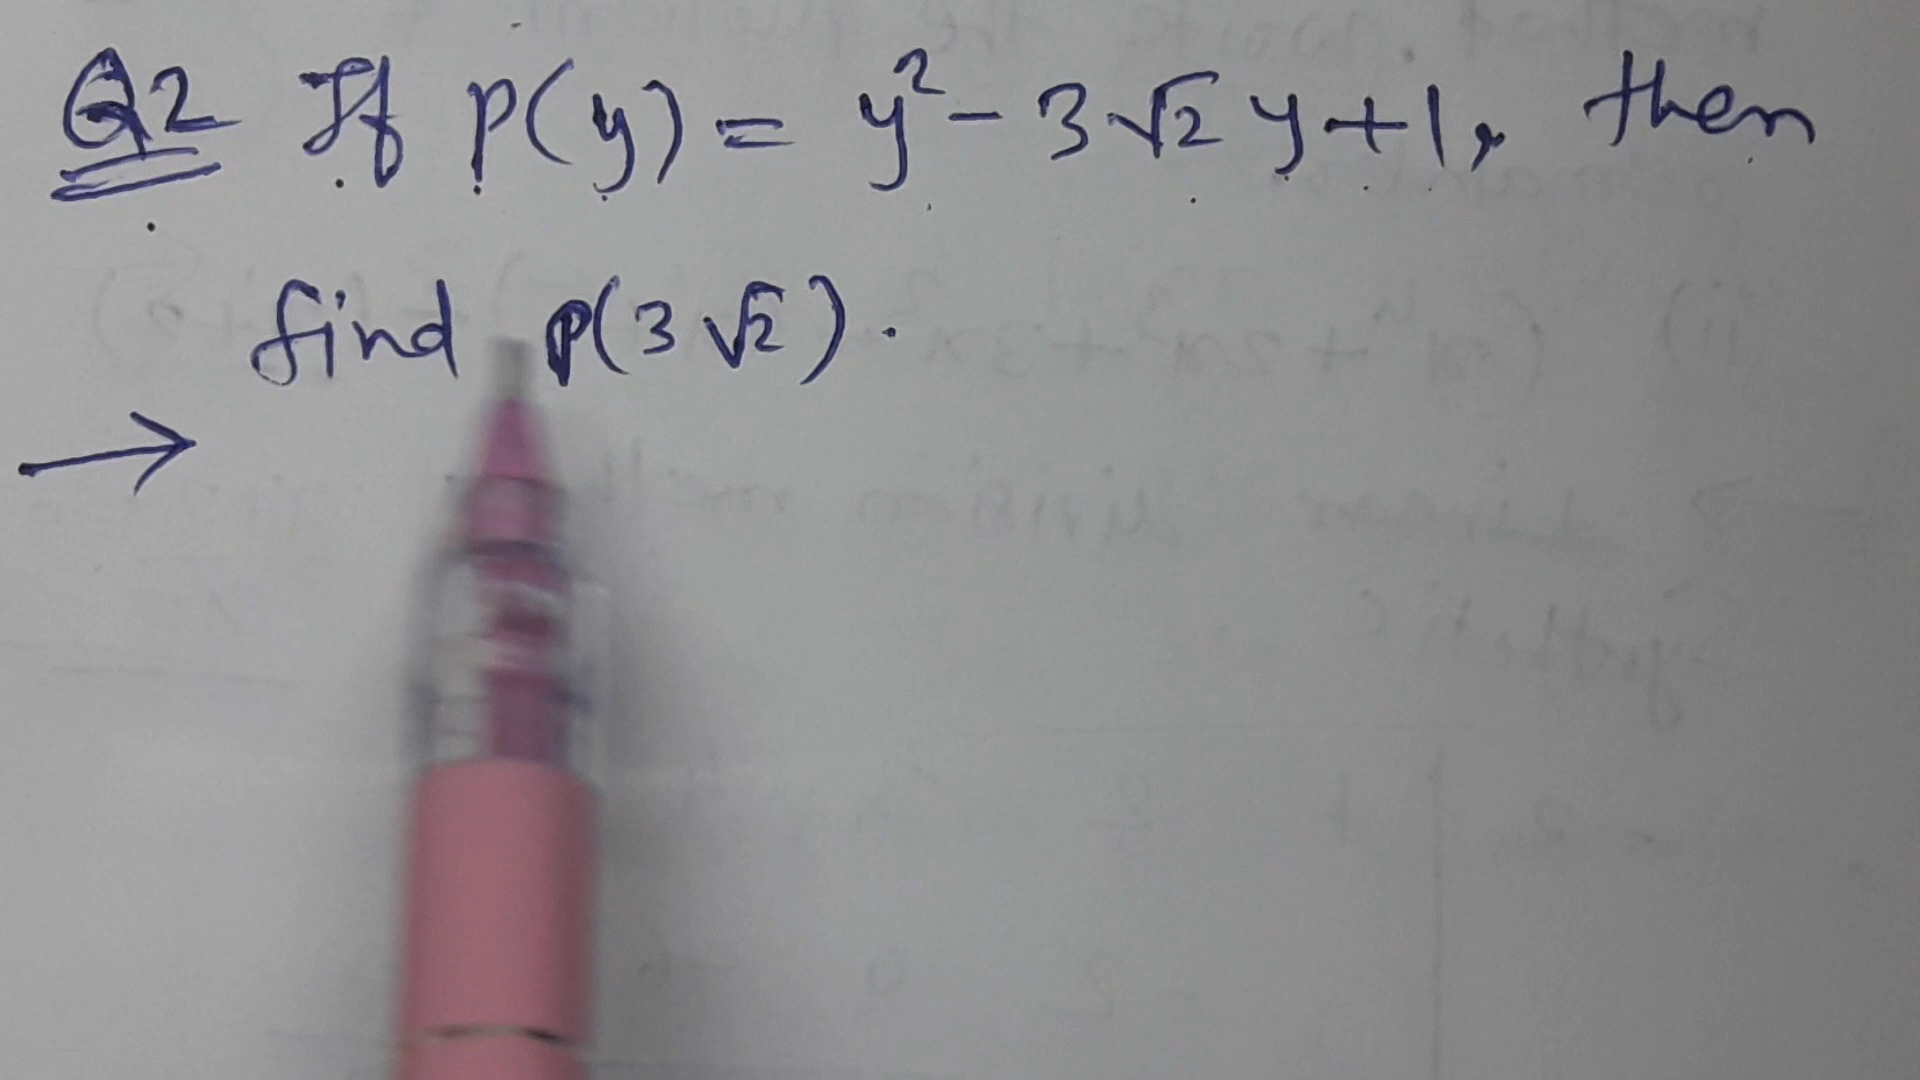 Q2 If p(y) = y² - 3√2 y + 1, then
find p(3√2).
→